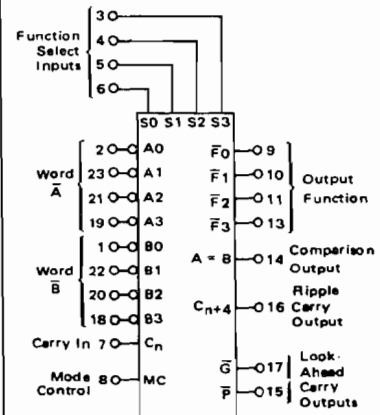 Function
Select
Inputs
3
4
5
6
S0 S1 S2 S3
Word
A̅
2 A0
23 A1
21 A2
19 A3
Word
B̅
1 B0
22 B1
20 B2
18 B3
Carry In 7 Cn
Mode
Control
8 MC
F̅0 9
F̅1 10
F̅2 11
F̅3 13
Output
Function
A = B 14 Comparison
Output
Ripple
Cn+4 16 Carry
Output
G̅ 17
P̅ 15
Look-
Ahead
Carry
Outputs